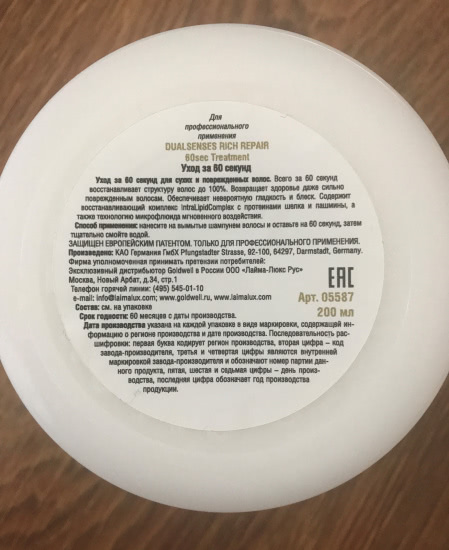 Для
профессионального
применения
DUALSENSES RICH REPAIR
60sec Treatment
Уход за 60 секунд
Уход за 60 секунд для сухих и поврежденных волос. Всего за 60 секунд
восстанавливает структуру волос до 100%. Возвращает здоровье даже сильно
поврежденным волосам. Обеспечивает невероятную гладкость и блеск. Содержит
восстанавливающий комплекс IntraLipidComplex с протеинами шелка и пашмины, а
также технологию микрофлюида мгновенного воздействия.
Способ применения: нанесите на вымытые шампунем волосы и оставьте на 60 секунд, затем
тщательно смойте водой.
ЗАЩИЩЕН ЕВРОПЕЙСКИМ ПАТЕНТОМ. ТОЛЬКО ДЛЯ ПРОФЕССИОНАЛЬНОГО ПРИМЕНЕНИЯ.
Произведено: КАО Германия ГмбХ Пфунгстадтер Страссе, 92-100, 64297, Darmstadt, Germany.
Фирма уполномоченная принимать претензии потребителей:
Эксклюзивный дистрибьютор Goldwell в России ООО «Лайма-Люкс Рус»
Москва, Новый Арбат, д.34, стр.1
Телефон горячей линии: (495) 545-01-10
e-mail: info@laimalux.com, www.goldwell.ru, www.laimalux.com
EAC
Арт. 05587
200 мл
Состав: см. на упаковке
Срок годности: 60 месяцев с даты производства.
Дата производства указана на каждой упаковке в виде маркировки, содержащей ин-
формацию о регионе производства и дате производства. Последовательность рас-
шифровки: первая буква кодирует регион производства, вторая цифра – код
завода-производителя, третья и четвертая цифры являются внутренней
маркировкой завода-производителя и обозначают номер партии дан-
ного продукта, пятая, шестая и седьмая цифры – день произ-
водства, последняя цифра обозначает год производства
продукции.